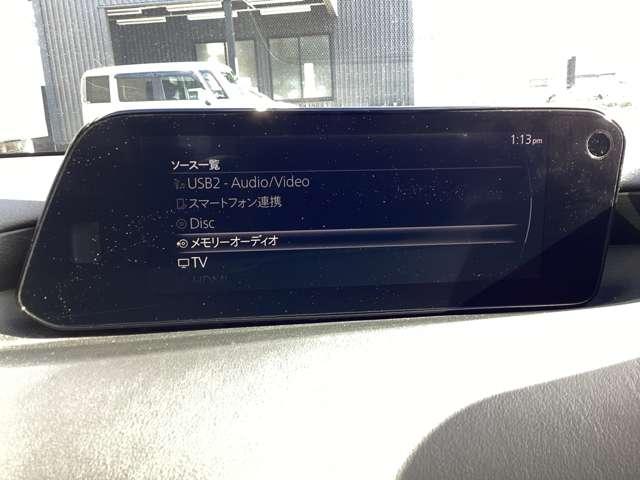 1:13pm
ソース一覧
USB2 - Audio/Video
スマートフォン連携
Disc
メモリーオーディオ
TV
HDMI